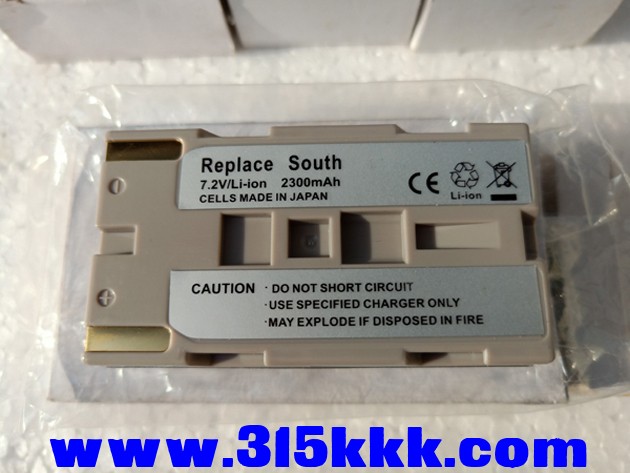 Replace South
7.2V/Li-ion 2300mAh
CELLS MADE IN JAPAN
CE
Li-ion
CAUTION
·DO NOT SHORT CIRCUIT
·USE SPECIFIED CHARGER ONLY
·MAY EXPLODE IF DISPOSED IN FIRE
www.315kkk.com